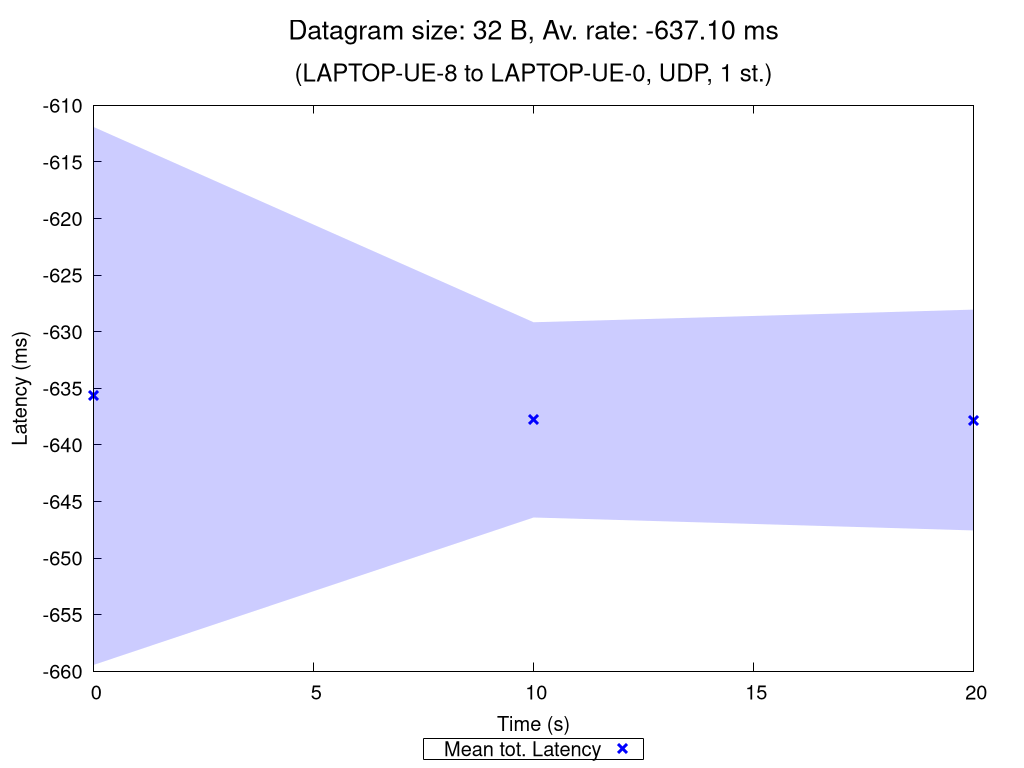 Datagram size: 32 B, Av. rate: -637.10 ms
(LAPTOP-UE-8 to LAPTOP-UE-0, UDP, 1 st.)
-610
-615
-620
-625
-630
-635
-640
-645
-650
-655
-660
Latency (ms)
0 5 10 15 20
Time (s)
Mean tot. Latency